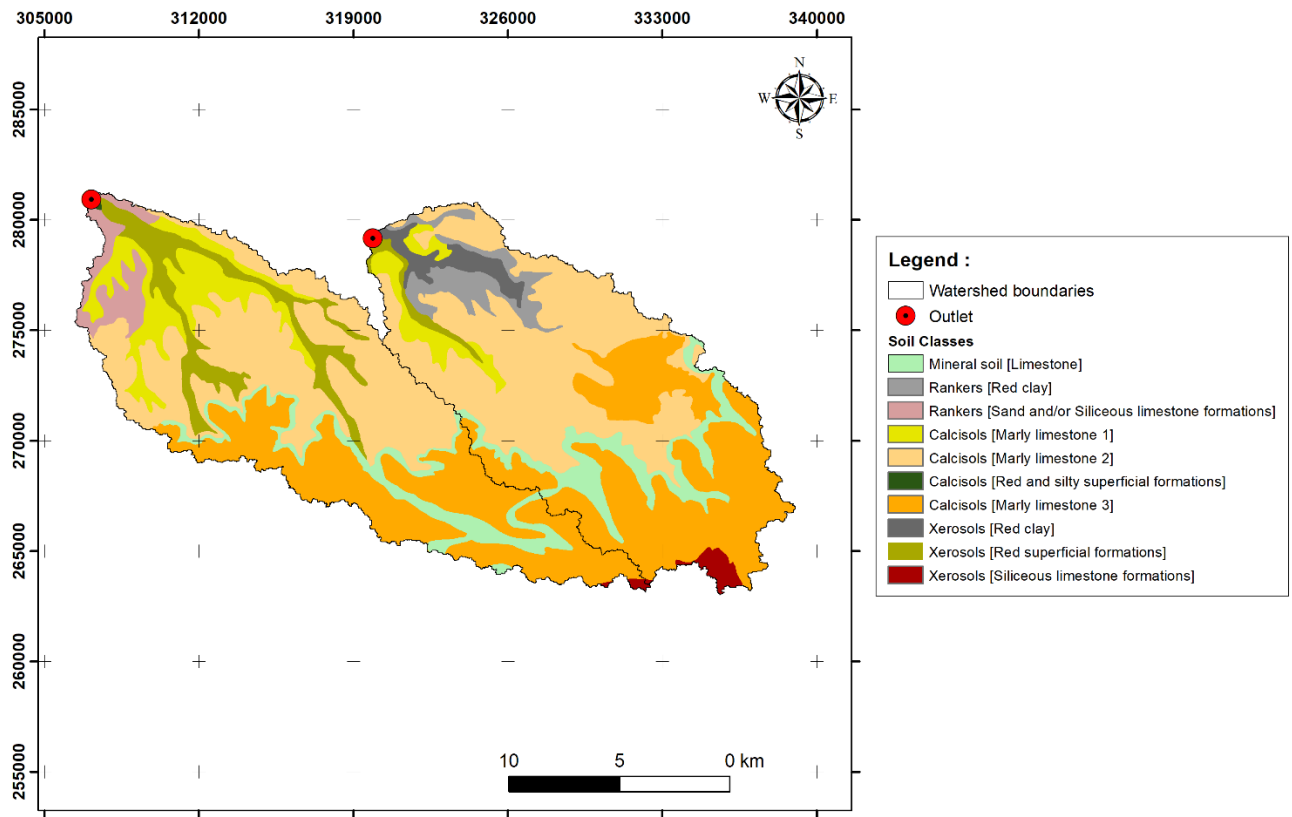 305000 312000 319000 326000 333000 340000
N
W E
S
285000
280000
275000
270000
265000
260000
255000
10 5 0 km
Legend :
Watershed boundaries
Outlet
Soil Classes
Mineral soil [Limestone]
Rankers [Red clay]
Rankers [Sand and/or Siliceous limestone formations]
Calcisols [Marly limestone 1]
Calcisols [Marly limestone 2]
Calcisols [Red and silty superficial formations]
Calcisols [Marly limestone 3]
Xerosols [Red clay]
Xerosols [Red superficial formations]
Xerosols [Siliceous limestone formations]